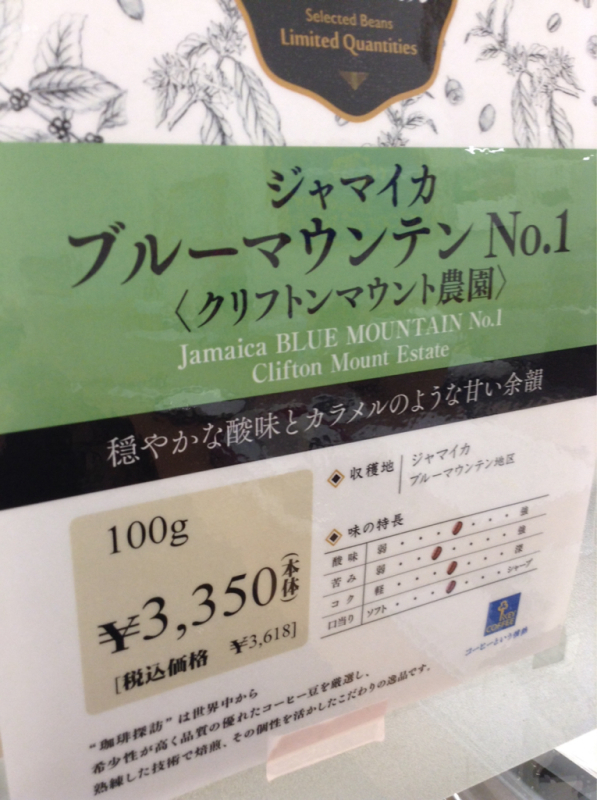 Selected Beans
Limited Quantities
ジャマイカ
ブルーマウンテン No.1
〈クリフトンマウント農園〉
Jamaica BLUE MOUNTAIN No.1
Clifton Mount Estate
穏やかな酸味とカラメルのような甘い余韻
100g
¥3,350(本体)
[税込価格 ¥3,618]
収穫地
ジャマイカ
ブルーマウンテン地区
味の特長
酸味 弱 強
苦み 弱 強
コク 軽 深
口当り ソフト シャープ
COFFEE
コーヒーという情熱
"珈琲探訪"は世界中から
希少性が高く品質の優れたコーヒー豆を厳選し、
熟練した技術で焙煎、その個性を活かしたこだわりの逸品です。